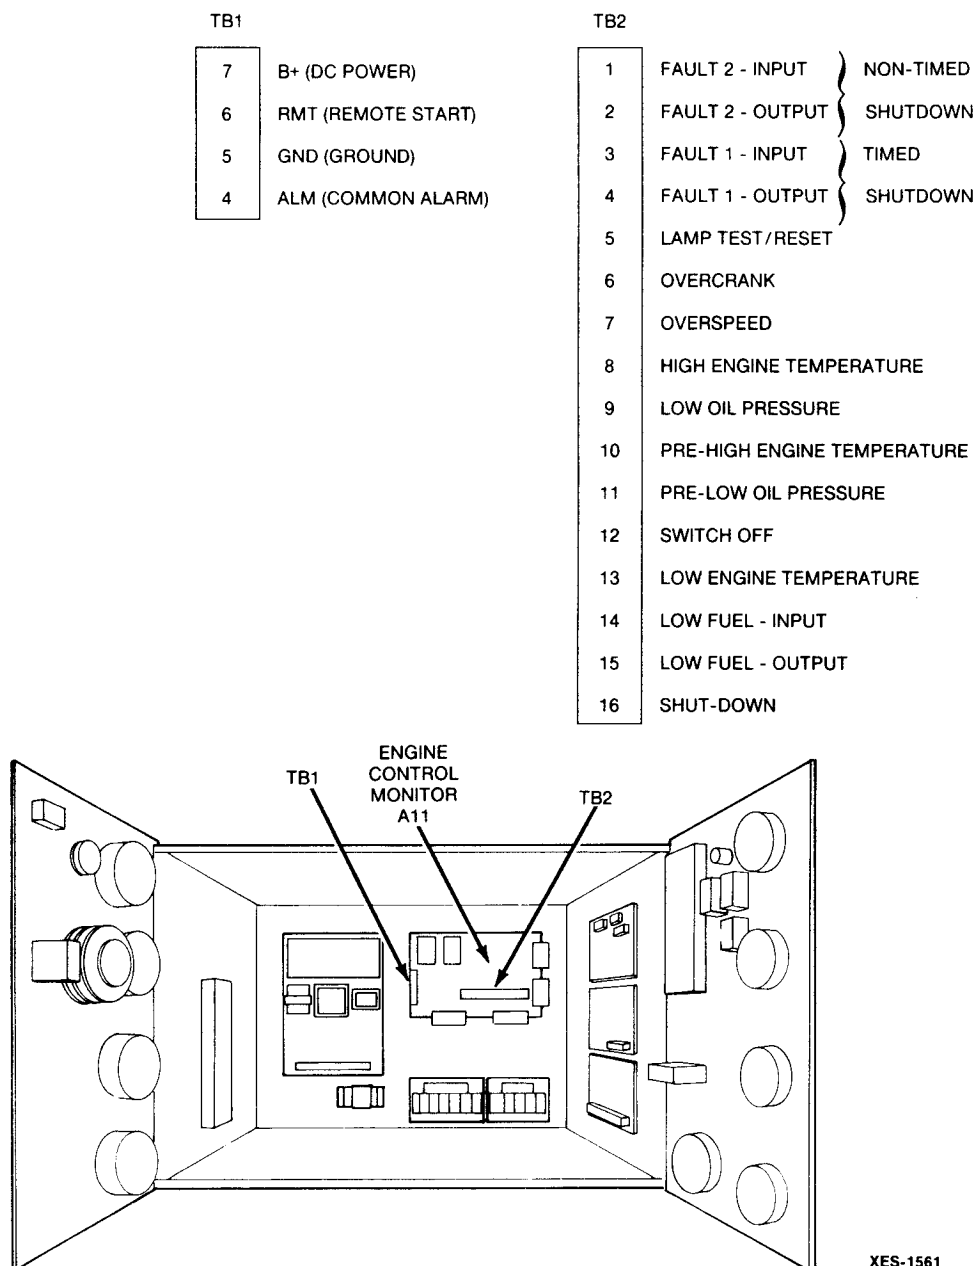 TB1
7 B+ (DC POWER)
6 RMT (REMOTE START)
5 GND (GROUND)
4 ALM (COMMON ALARM)
TB2
1 FAULT 2 - INPUT } NON-TIMED
2 FAULT 2 - OUTPUT } SHUTDOWN
3 FAULT 1 - INPUT } TIMED
4 FAULT 1 - OUTPUT } SHUTDOWN
5 LAMP TEST/RESET
6 OVERCRANK
7 OVERSPEED
8 HIGH ENGINE TEMPERATURE
9 LOW OIL PRESSURE
10 PRE-HIGH ENGINE TEMPERATURE
11 PRE-LOW OIL PRESSURE
12 SWITCH OFF
13 LOW ENGINE TEMPERATURE
14 LOW FUEL - INPUT
15 LOW FUEL - OUTPUT
16 SHUT-DOWN
TB1
ENGINE
CONTROL
MONITOR
A11
TB2
XES-1561